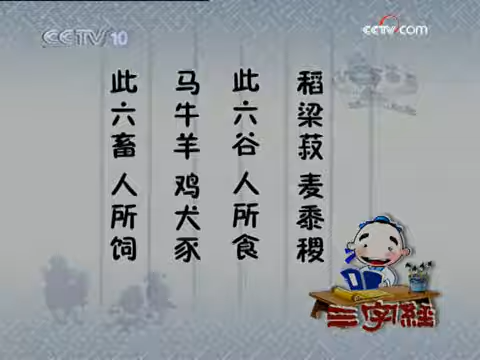 CCTV 10
CCTV.com
稻梁菽 麦黍稷
此六谷 人所食
马牛羊 鸡犬豕
此六畜 人所饲
三字經